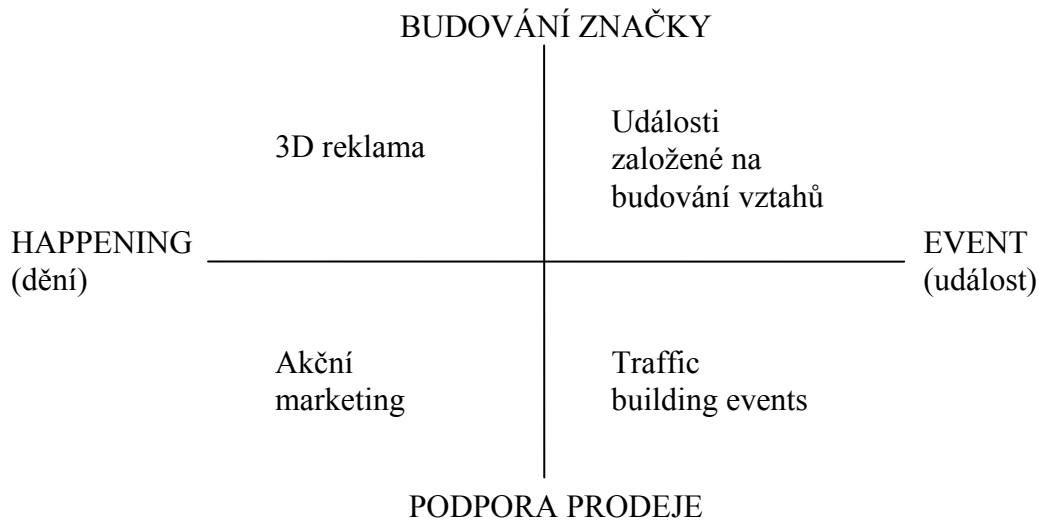 BUDOVÁNÍ ZNAČKY
3D reklama
Události
založené na
budování vztahů
HAPPENING
(dění)
EVENT
(událost)
Akční
marketing
Traffic
building events
PODPORA PRODEJE